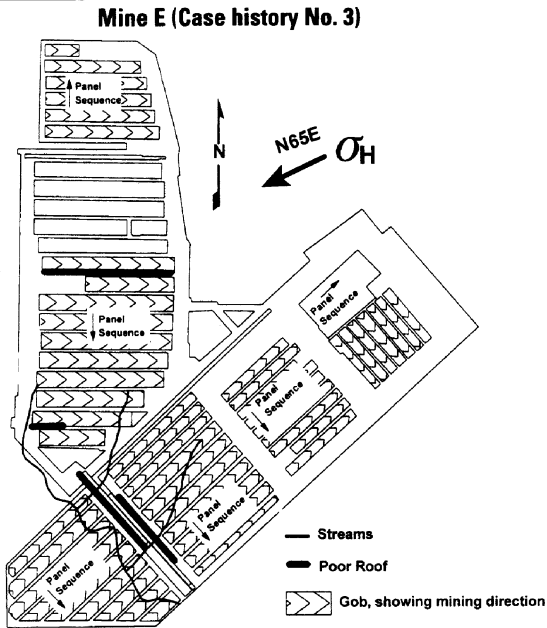 Mine E (Case history No. 3)
Panel
Sequence
N
N65E
σH
Panel
Sequence
Panel
Sequence
Panel
Sequence
Panel
Sequence
Panel
Sequence
Streams
Poor Roof
Gob, showing mining direction